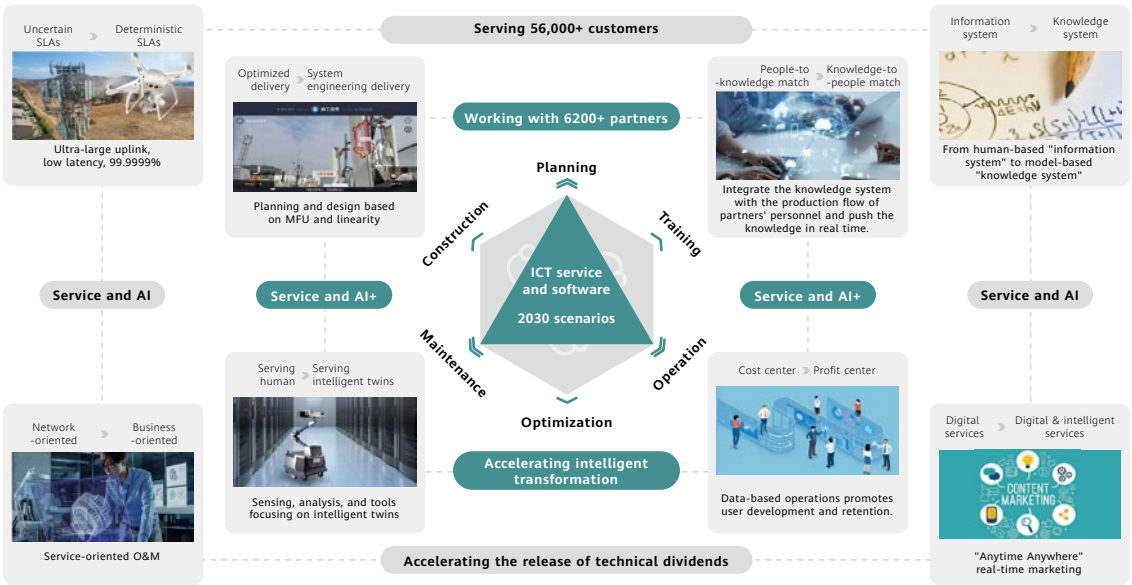 Serving 56,000+ customers
Uncertain
SLAs
Deterministic
SLAs
Ultra-large uplink,
low latency, 99.9999%
Optimized
delivery
System
engineering delivery
Planning and design based
on MFU and linearity
Working with 6200+ partners
People-to
-knowledge match
Knowledge-to
-people match
Integrate the knowledge system
with the production flow of
partners' personnel and push the
knowledge in real time.
Information
system
Knowledge
system
From human-based "information
system" to model-based
"knowledge system"
Planning
Construction
Training
ICT service
and software
2030 scenarios
Maintenance
Operation
Optimization
Service and AI
Service and AI+
Service and AI+
Service and AI
Network
-oriented
Business
-oriented
Service-oriented O&M
Serving
human
Serving
intelligent twins
Sensing, analysis, and tools
focusing on intelligent twins
Accelerating intelligent
transformation
Cost center
Profit center
Data-based operations promotes
user development and retention.
Digital
services
Digital & intelligent
services
CONTENT
MARKETING
"Anytime Anywhere"
real-time marketing
Accelerating the release of technical dividends